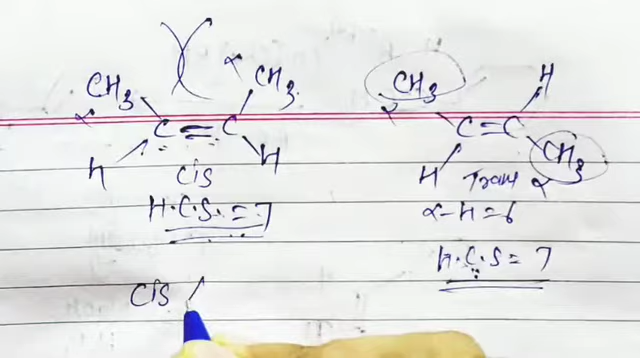 CH3 α CH3
α C=C
H H
Cis
H.C.S. = 7
CH3 H
α C=C
H CH3
Trans α
α-H=6
H.C.S = 7
Cis